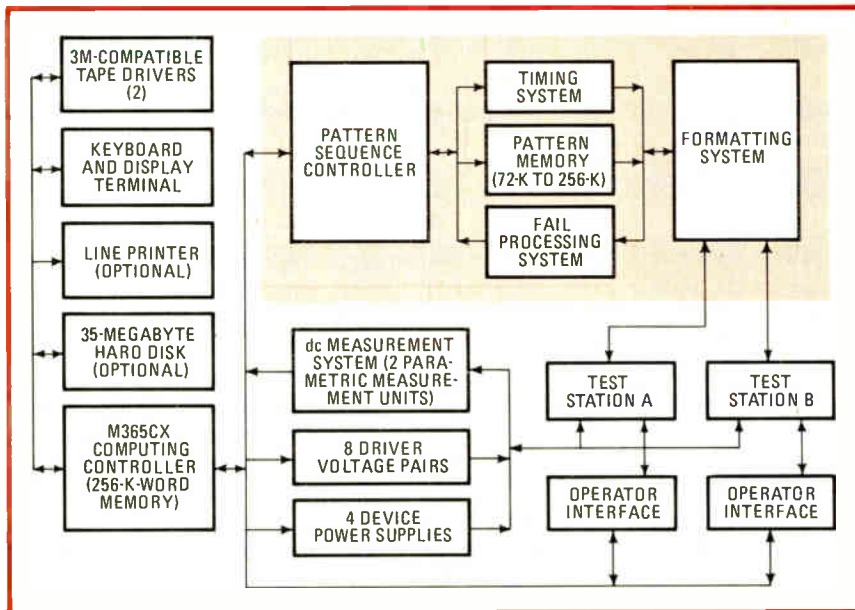 3M-COMPATIBLE
TAPE DRIVERS
(2)
KEYBOARD
AND DISPLAY
TERMINAL
LINE PRINTER
(OPTIONAL)
35-MEGABYTE
HARO DISK
(OPTIONAL)
M365CX
COMPUTING
CONTROLLER
(256-K-WORD
MEMORY)
PATTERN
SEQUENCE
CONTROLLER
TIMING
SYSTEM
PATTERN
MEMORY
(72-K TO 256-K)
FAIL
PROCESSING
SYSTEM
FORMATTING
SYSTEM
dc MEASUREMENT
SYSTEM (2 PARA-
METRIC MEASURE-
MENT UNITS)
8 DRIVER
VOLTAGE PAIRS
4 DEVICE
POWER SUPPLIES
TEST
STATION A
TEST
STATION B
OPERATOR
INTERFACE
OPERATOR
INTERFACE